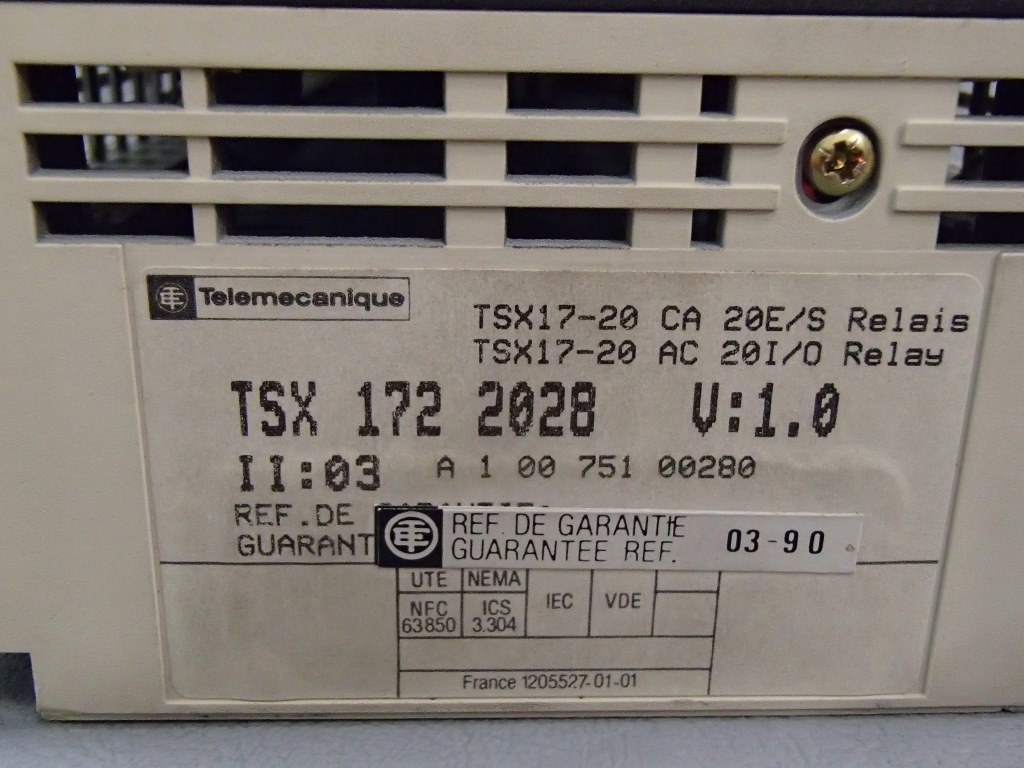 Telemecanique
TSX17-20 CA 20E/S Relais
TSX17-20 AC 20I/O Relay
TSX 172 2028 V:1.0
II:03 A 1 00 751 00280
REF.DE
GUARANT
REF. DE GARANTIE 03-90
GUARANTEE REF.
UTE NEMA
NFC ICS IEC VDE
63850 3.304
France 1205527-01-01